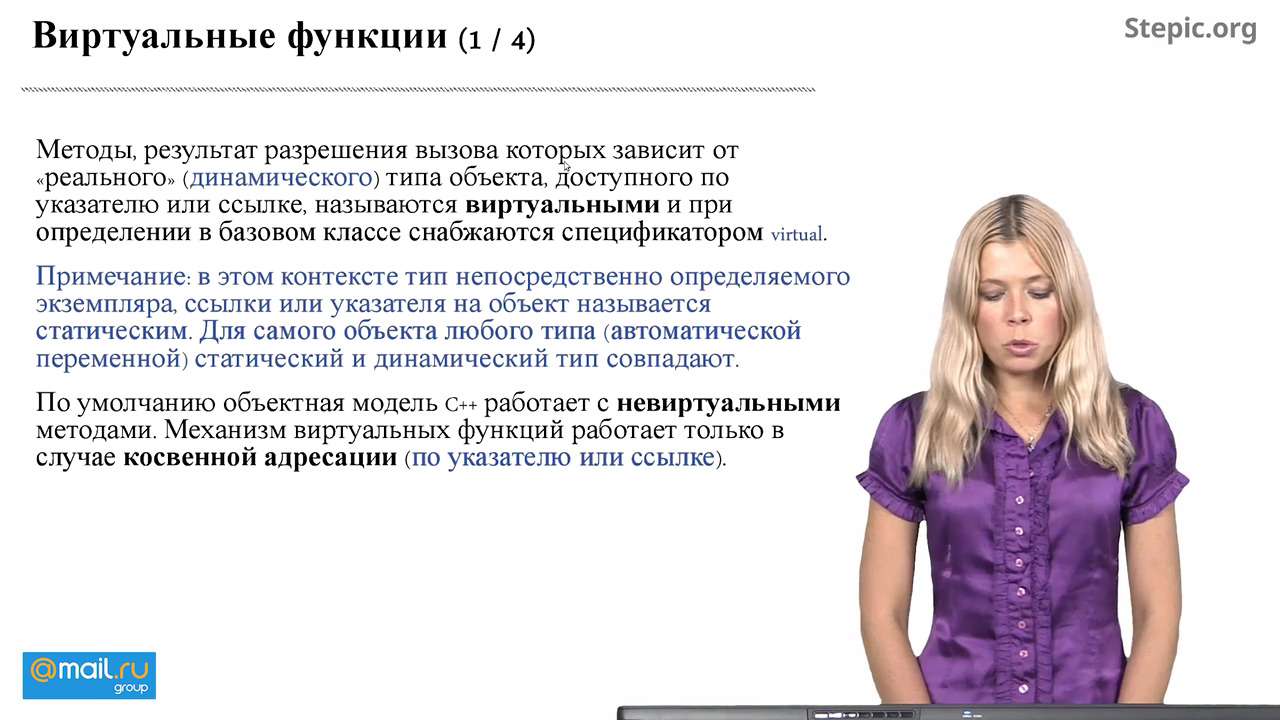 Виртуальные функции (1 / 4)
Stepic.org
Методы, результат разрешения вызова которых зависит от
«реального» (динамического) типа объекта, доступного по
указателю или ссылке, называются виртуальными и при
определении в базовом классе снабжаются спецификатором virtual.
Примечание: в этом контексте тип непосредственно определяемого
экземпляра, ссылки или указателя на объект называется
статическим. Для самого объекта любого типа (автоматической
переменной) статический и динамический тип совпадают.
По умолчанию объектная модель C++ работает с невиртуальными
методами. Механизм виртуальных функций работает только в
случае косвенной адресации (по указателю или ссылке).
@mail.ru
group